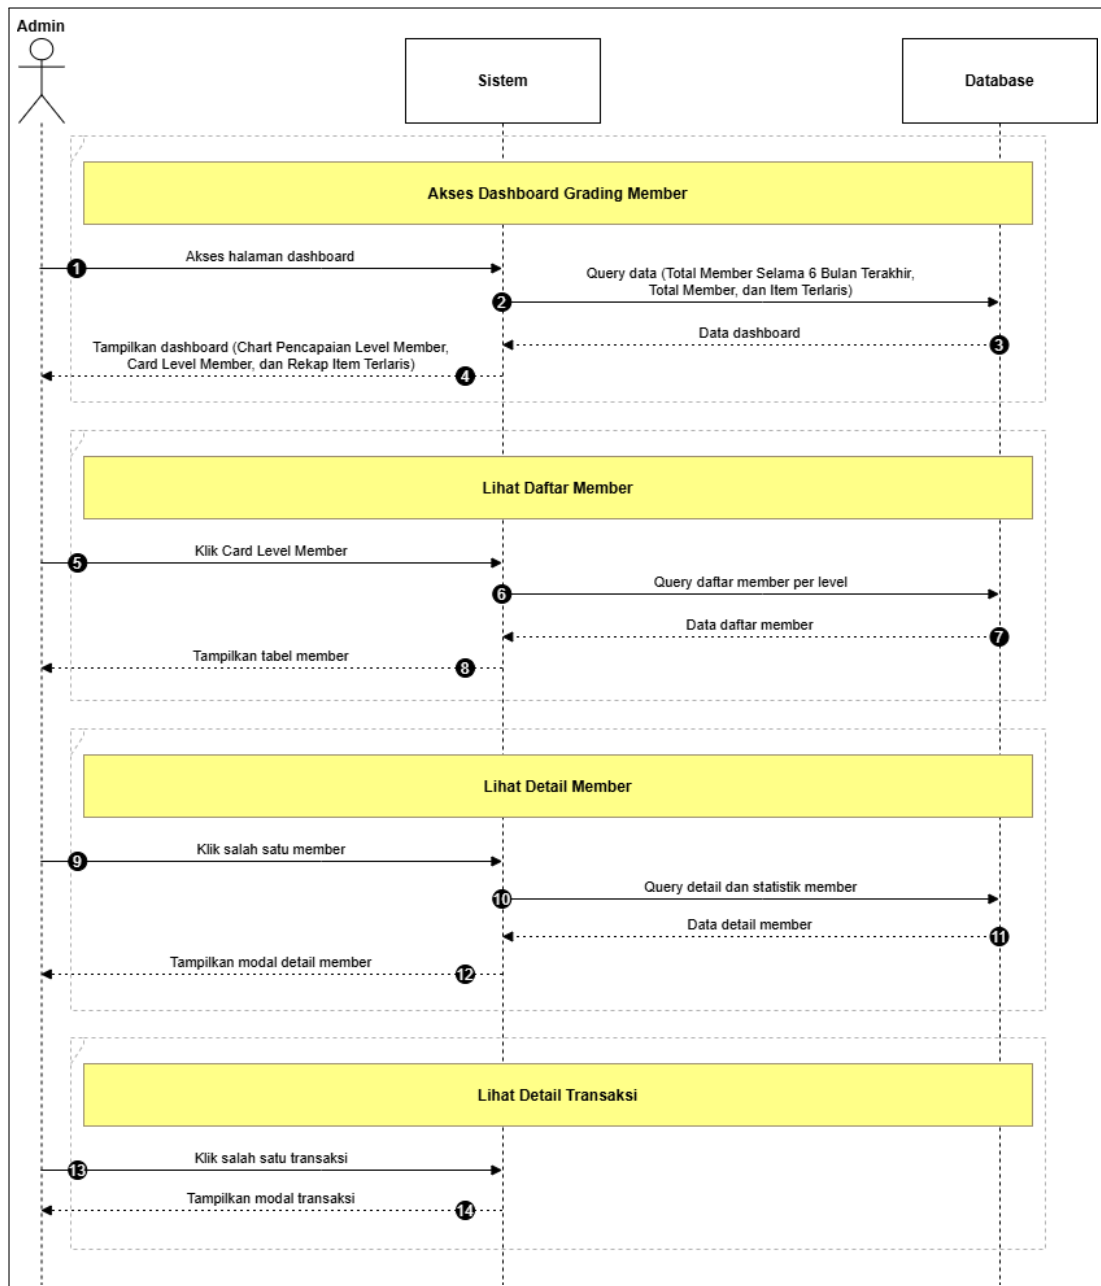 Admin
Sistem
Database
Akses Dashboard Grading Member
1
Akses halaman dashboard
Query data (Total Member Selama 6 Bulan Terakhir,
Total Member, dan Item Terlaris)
2
Data dashboard
3
Tampilkan dashboard (Chart Pencapaian Level Member,
Card Level Member, dan Rekap Item Terlaris)
4
Lihat Daftar Member
Klik Card Level Member
5
Query daftar member per level
6
Data daftar member
7
Tampilkan tabel member
8
Lihat Detail Member
Klik salah satu member
9
Query detail dan statistik member
10
Data detail member
11
Tampilkan modal detail member
12
Lihat Detail Transaksi
Klik salah satu transaksi
13
Tampilkan modal transaksi
14